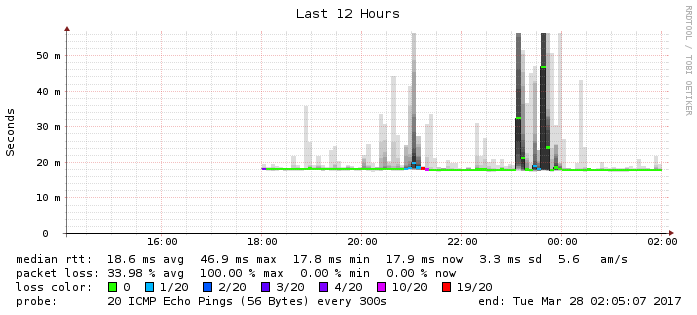 Last 12 Hours
RRDTOOL / TOBI OETIKER
Seconds
50 m
40 m
30 m
20 m
10 m
0
16:00 18:00 20:00 22:00 00:00 02:00
median rtt: 18.6 ms avg 46.9 ms max 17.8 ms min 17.9 ms now 3.3 ms sd 5.6 am/s
packet loss: 33.98 % avg 100.00 % max 0.00 % min 0.00 % now
loss color: 0 1/20 2/20 3/20 4/20 10/20 19/20
probe: 20 ICMP Echo Pings (56 Bytes) every 300s end: Tue Mar 28 02:05:07 2017